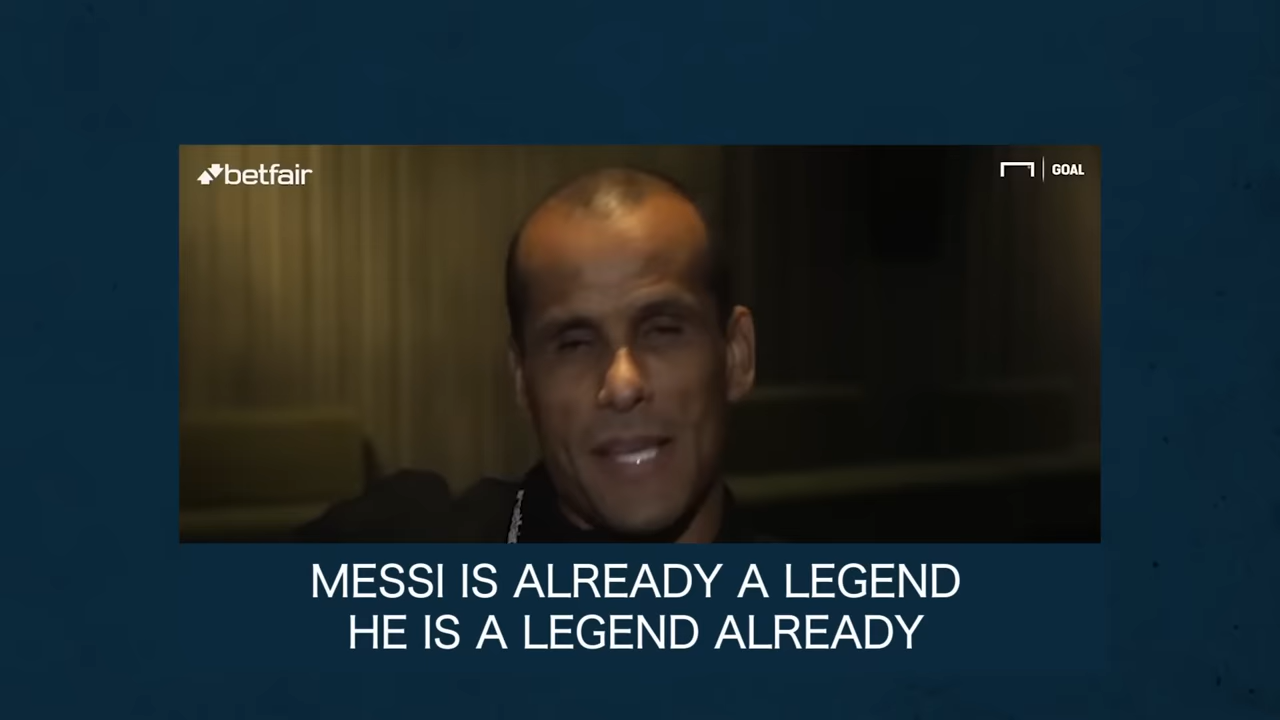 betfair
GOAL
MESSI IS ALREADY A LEGEND
HE IS A LEGEND ALREADY